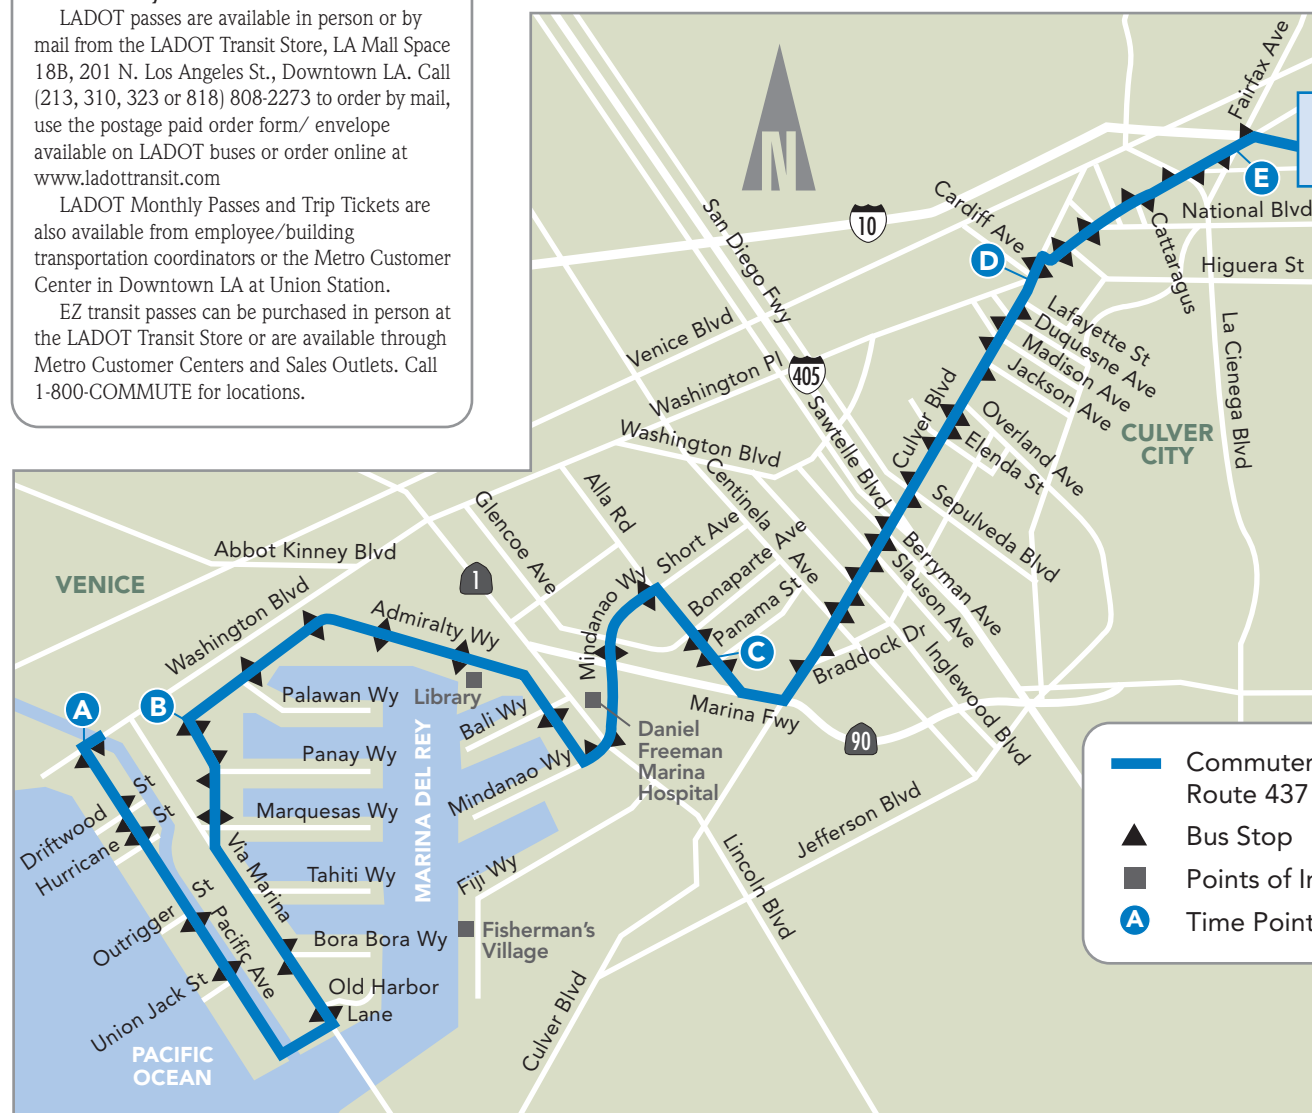 LADOT passes are available in person or by
mail from the LADOT Transit Store, LA Mall Space
18B, 201 N. Los Angeles St., Downtown LA. Call
(213, 310, 323 or 818) 808-2273 to order by mail,
use the postage paid order form/ envelope
available on LADOT buses or order online at
www.ladottransit.com
LADOT Monthly Passes and Trip Tickets are
also available from employee/building
transportation coordinators or the Metro Customer
Center in Downtown LA at Union Station.
EZ transit passes can be purchased in person at
the LADOT Transit Store or are available through
Metro Customer Centers and Sales Outlets. Call
1-800-COMMUTE for locations.
N
Fairfax Ave
E
National Blvd
Cattaragus
Higuera St
La Cienega Blvd
10
Cardiff Ave
D
San Diego Fwy
Venice Blvd
Washington Pl
405
Washington Blvd
Sawtelle Blvd
Culver Blvd
Lafayette St
Duquesne Ave
Madison Ave
Jackson Ave
CULVER
CITY
Overland Ave
Elenda St
Sepulveda Blvd
Berryman Ave
Slauson Ave
Inglewood Blvd
Braddock Dr
Centinela
Ave
Alla Rd
Short Ave
Bonaparte Ave
Panama St
C
Glencoe Ave
1
Abbot Kinney Blvd
VENICE
Washington Blvd
Admiralty Wy
Mindanao Wy
Marina Fwy
90
Library
Daniel
Freeman
Marina
Hospital
A
B
Palawan Wy
Panay Wy
Marquesas Wy
Tahiti Wy
Bora Bora Wy
Old Harbor
Lane
MARINA DEL REY
Bali Wy
Mindanao Wy
Fiji Wy
Fisherman's
Village
Via Marina
Pacific Ave
Driftwood St
Hurricane St
Outrigger St
Union Jack St
PACIFIC
OCEAN
Lincoln Blvd
Jefferson Blvd
Culver Blvd
Commuter
Route 437
Bus Stop
Points of
A
Time Point